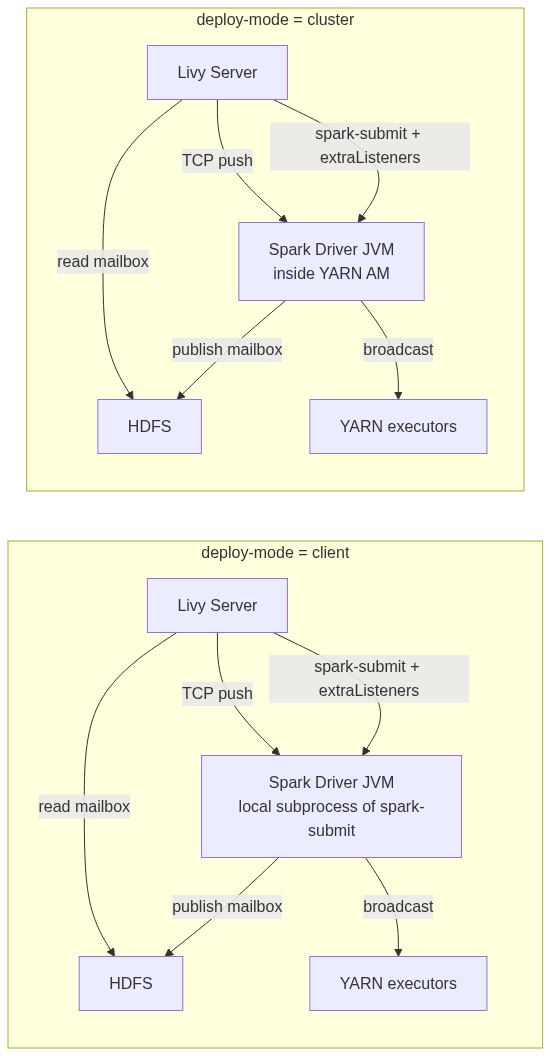 deploy-mode = cluster
Livy Server
spark-submit +
extraListeners
TCP push
read mailbox
Spark Driver JVM
inside YARN AM
publish mailbox
broadcast
HDFS
YARN executors
deploy-mode = client
Livy Server
spark-submit +
extraListeners
TCP push
read mailbox
Spark Driver JVM
local subprocess of spark-
submit
publish mailbox
broadcast
HDFS
YARN executors